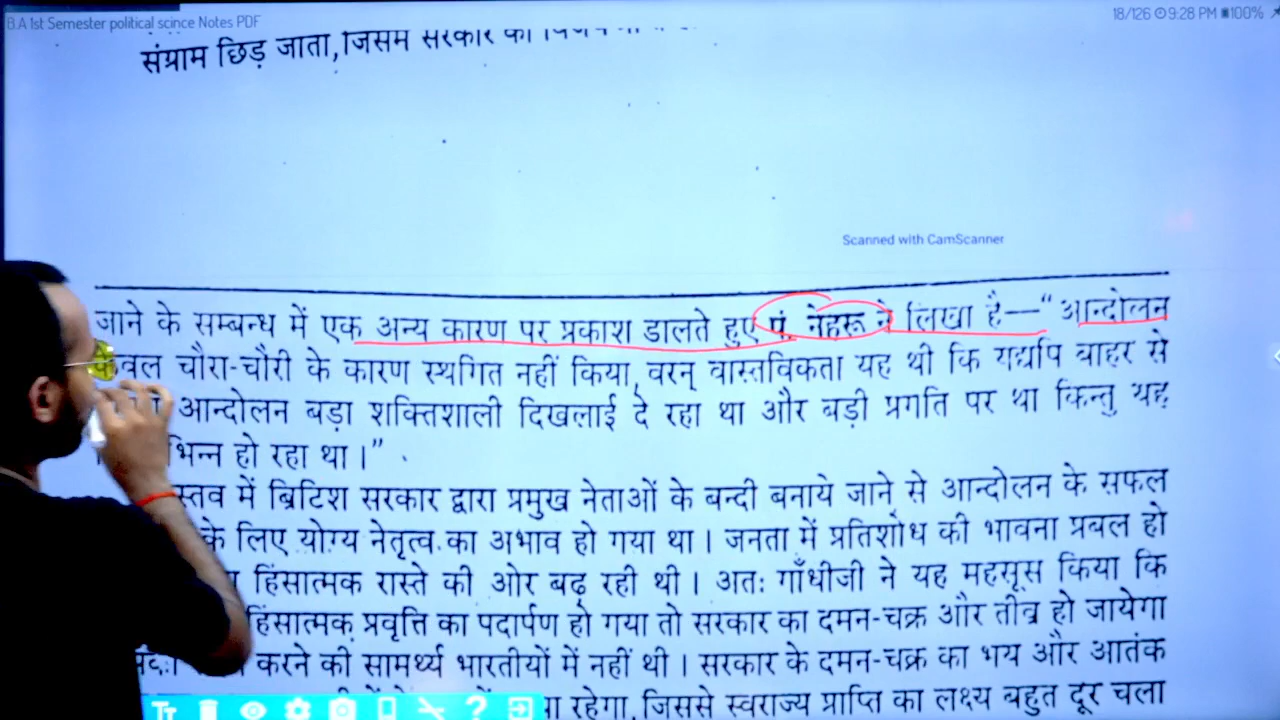 B.A 1st Semester political scince Notes PDF
18/126 9:28 PM 100%
संग्राम छिड़ जाता, जिसमें सरकार की
Scanned with CamScanner
जाने के सम्बन्ध में एक अन्य कारण पर प्रकाश डालते हुए पं. नेहरू ने लिखा है—“आन्दोलन
केवल चौरा-चौरी के कारण स्थगित नहीं किया, वरन् वास्तविकता यह थी कि यद्यपि बाहर से
आन्दोलन बड़ा शक्तिशाली दिखलाई दे रहा था और बड़ी प्रगति पर था किन्तु यह
भिन्न हो रहा था।”
स्तव में ब्रिटिश सरकार द्वारा प्रमुख नेताओं के बन्दी बनाये जाने से आन्दोलन के सफल
के लिए योग्य नेतृत्व का अभाव हो गया था। जनता में प्रतिशोध की भावना प्रबल हो
हिंसात्मक रास्ते की ओर बढ़ रही थी। अतः गाँधीजी ने यह महसूस किया कि
हिंसात्मक प्रवृत्ति का पदार्पण हो गया तो सरकार का दमन-चक्र और तीव्र हो जायेगा
करने की सामर्थ्य भारतीयों में नहीं थी। सरकार के दमन-चक्र का भय और आतंक
रहेगा, जिससे स्वराज्य प्राप्ति का लक्ष्य बहुत दूर चला